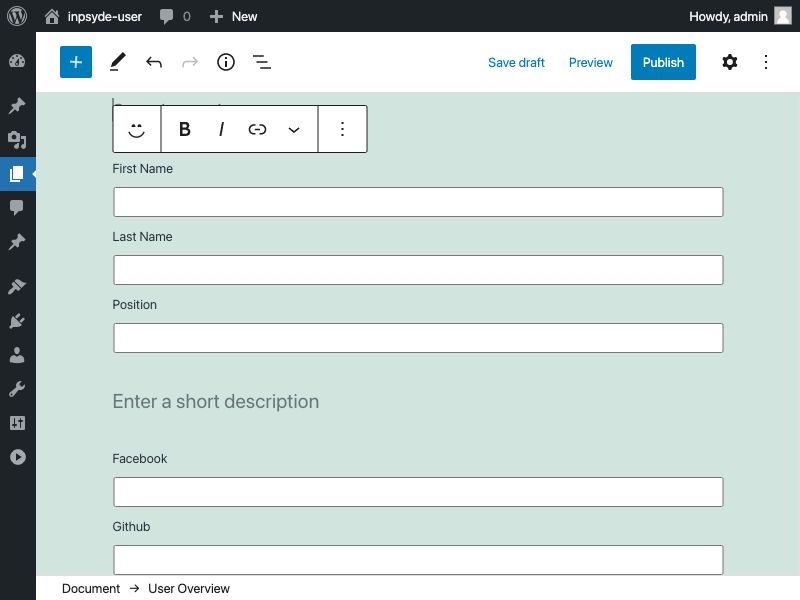 inpsyde-user 0 New Howdy, admin
Save draft Preview Publish
B I
First Name
Last Name
Position
Enter a short description
Facebook
Github
Document → User Overview